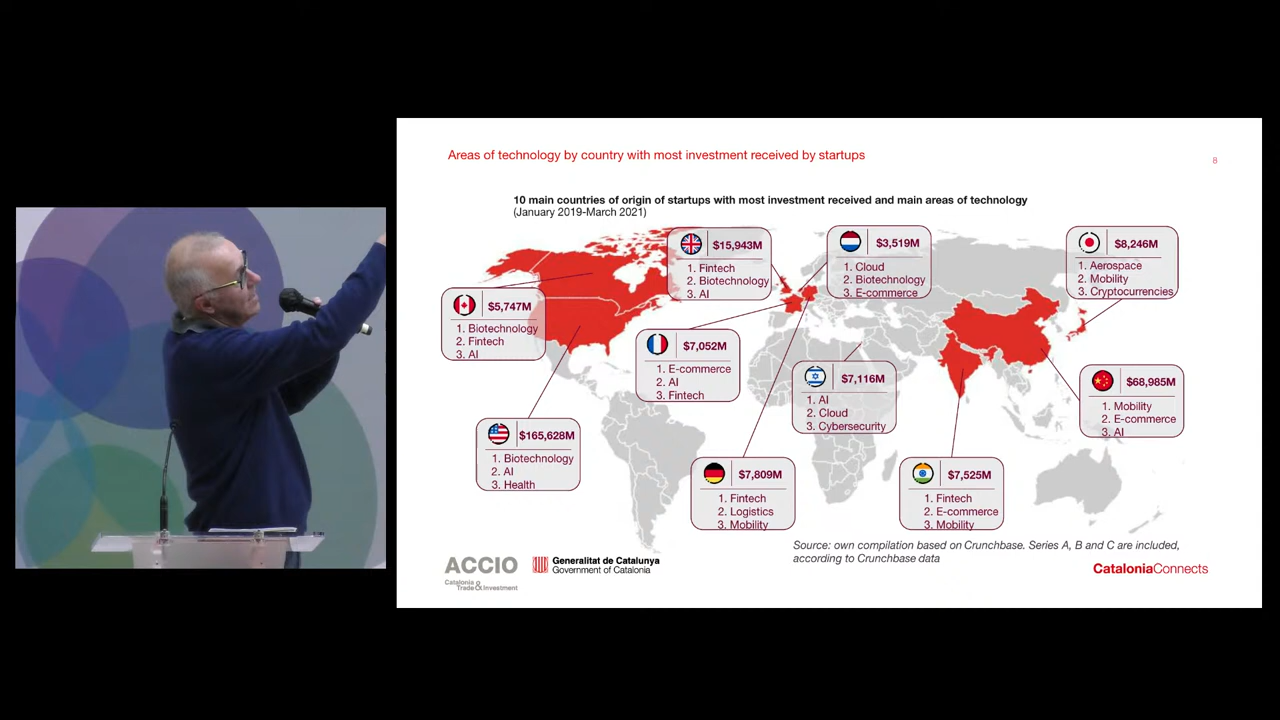 Areas of technology by country with most investment received by startups
8
10 main countries of origin of startups with most investment received and main areas of technology
(January 2019-March 2021)
$15,943M
1. Fintech
2. Biotechnology
3. AI
$3,519M
1. Cloud
2. Biotechnology
3. E-commerce
$8,246M
1. Aerospace
2. Mobility
3. Cryptocurrencies
$5,747M
1. Biotechnology
2. Fintech
3. AI
$7,052M
1. E-commerce
2. AI
3. Fintech
$7,116M
1. AI
2. Cloud
3. Cybersecurity
$68,985M
1. Mobility
2. E-commerce
3. AI
$165,628M
1. Biotechnology
2. AI
3. Health
$7,809M
1. Fintech
2. Logistics
3. Mobility
$7,525M
1. Fintech
2. E-commerce
3. Mobility
Source: own compilation based on Crunchbase. Series A, B and C are included,
according to Crunchbase data
ACCIO
Catalonia
Trade & Investment
Generalitat de Catalunya
Government of Catalonia
CataloniaConnects